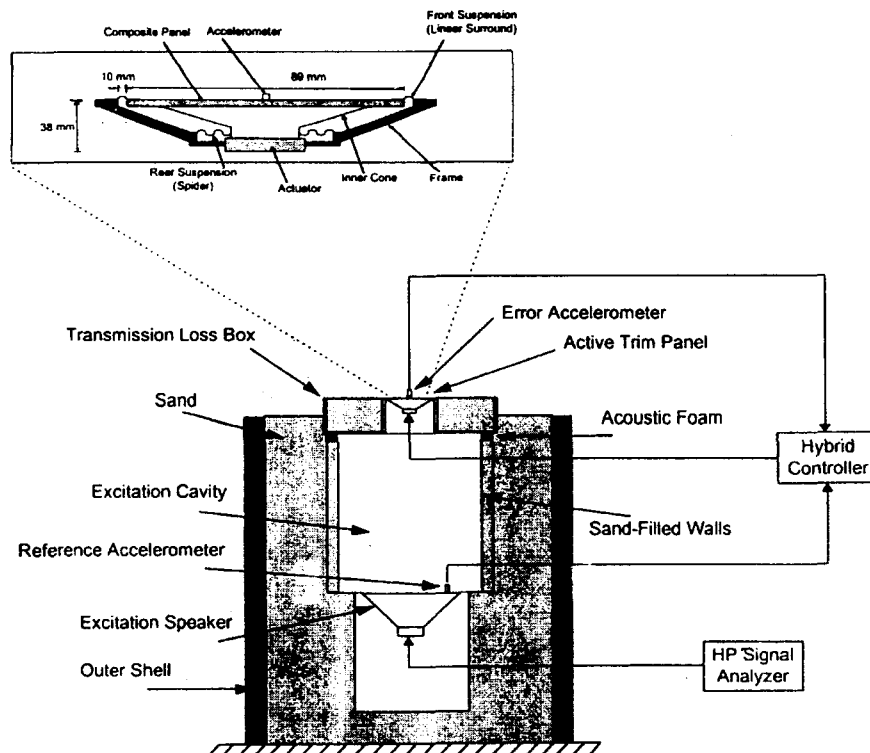 Composite Panel
Accelerometer
Front Suspension
(Linear Surround)
10 mm
89 mm
38 mm
Rear Suspension
(Spider)
Actuator
Inner Cone
Frame
Error Accelerometer
Transmission Loss
Box
Active Trim Panel
Sand
Acoustic Foam
Hybrid
Controller
Excitation Cavity
Sand-Filled Walls
Reference Accelerometer
Excitation Speaker
HP Signal
Analyzer
Outer Shell